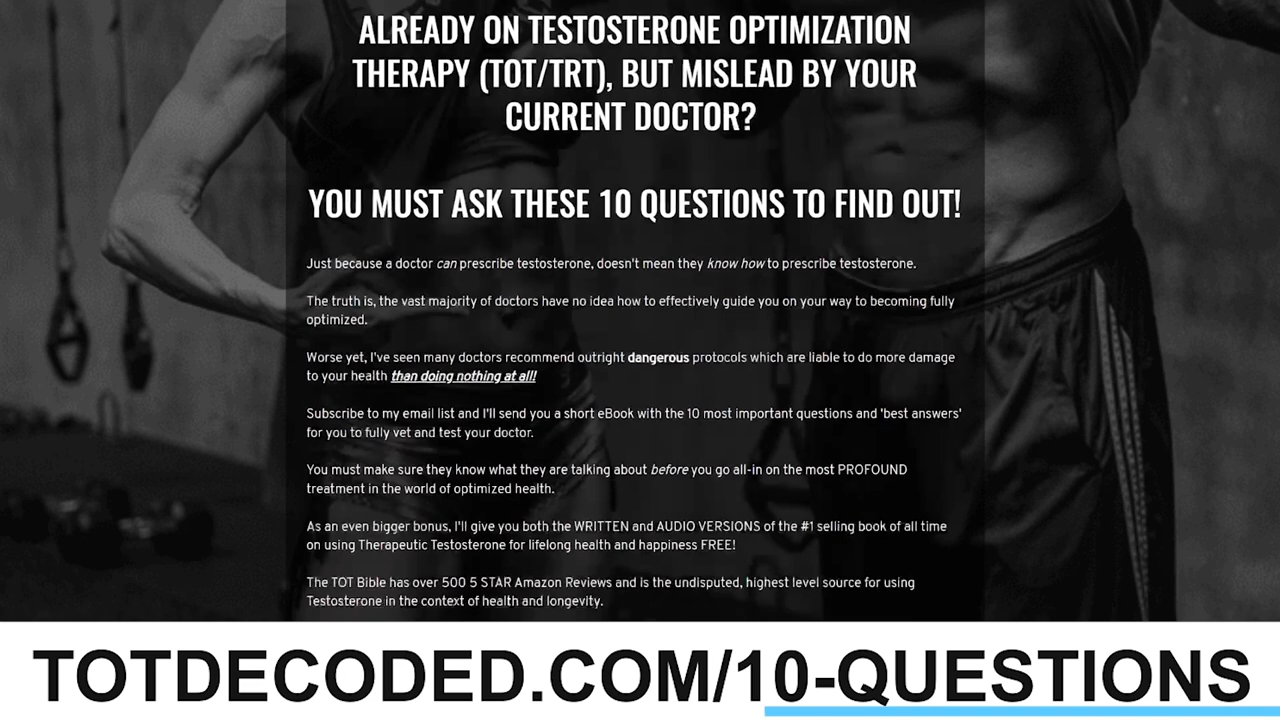 ALREADY ON TESTOSTERONE OPTIMIZATION
THERAPY (TOT/TRT), BUT MISLEAD BY YOUR
CURRENT DOCTOR?
YOU MUST ASK THESE 10 QUESTIONS TO FIND OUT!
Just because a doctor can prescribe testosterone, doesn't mean they know how to prescribe testosterone.
The truth is, the vast majority of doctors have no idea how to effectively guide you on your way to becoming fully
optimized.
Worse yet, I've seen many doctors recommend outright dangerous protocols which are liable to do more damage
to your health than doing nothing at all!
Subscribe to my email list and I'll send you a short eBook with the 10 most important questions and 'best answers'
for you to fully vet and test your doctor.
You must make sure they know what they are talking about before you go all-in on the most PROFOUND
treatment in the world of optimized health.
As an even bigger bonus, I'll give you both the WRITTEN and AUDIO VERSIONS of the #1 selling book of all time
on using Therapeutic Testosterone for lifelong health and happiness FREE!
The TOT Bible has over 500 5 STAR Amazon Reviews and is the undisputed, highest level source for using
Testosterone in the context of health and longevity.
TOTDECODED.COM/10-QUESTIONS